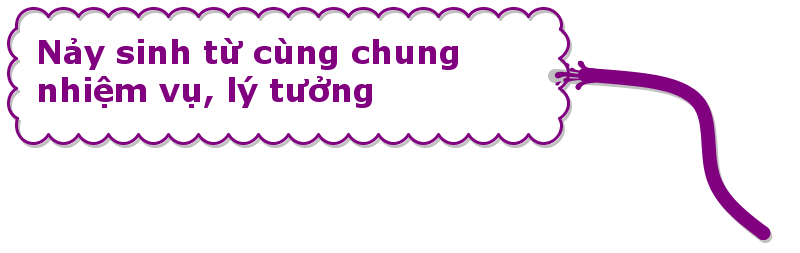 Nảy sinh từ cùng chung
nhiệm vụ, lý tưởng